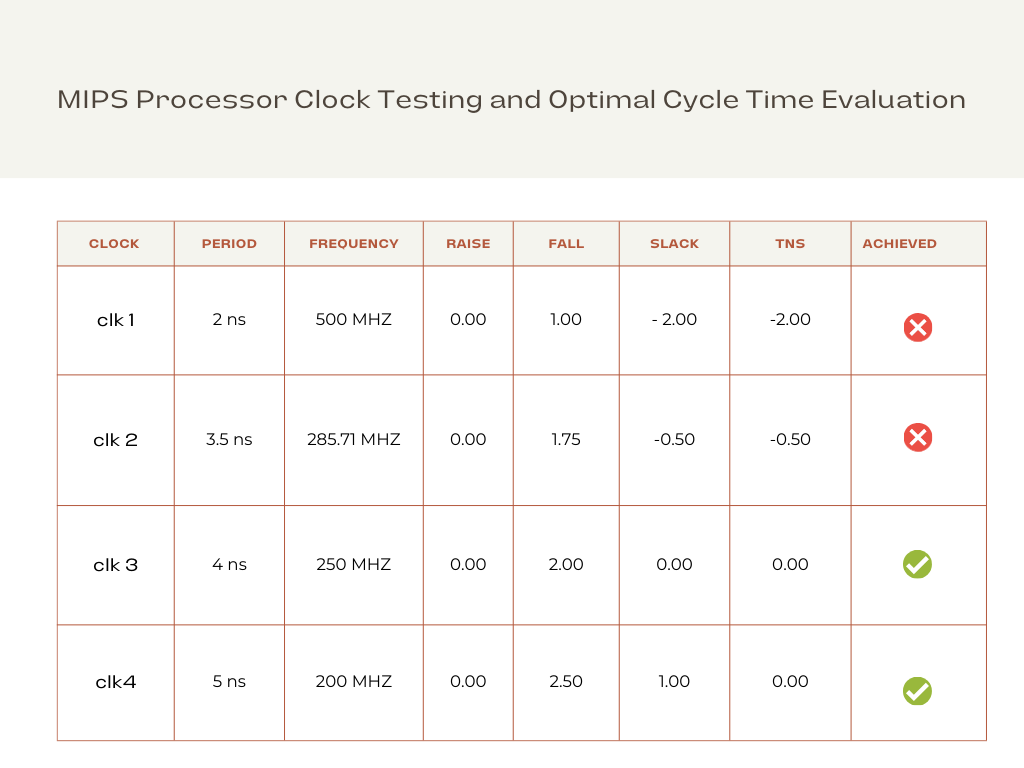 MIPS Processor Clock Testing and Optimal Cycle Time Evaluation
CLOCK PERIOD FREQUENCY RAISE FALL SLACK TNS ACHIEVED
clk 1 2 ns 500 MHZ 0.00 1.00 - 2.00 -2.00
clk 2 3.5 ns 285.71 MHZ 0.00 1.75 -0.50 -0.50
clk 3 4 ns 250 MHZ 0.00 2.00 0.00 0.00
clk4 5 ns 200 MHZ 0.00 2.50 1.00 0.00